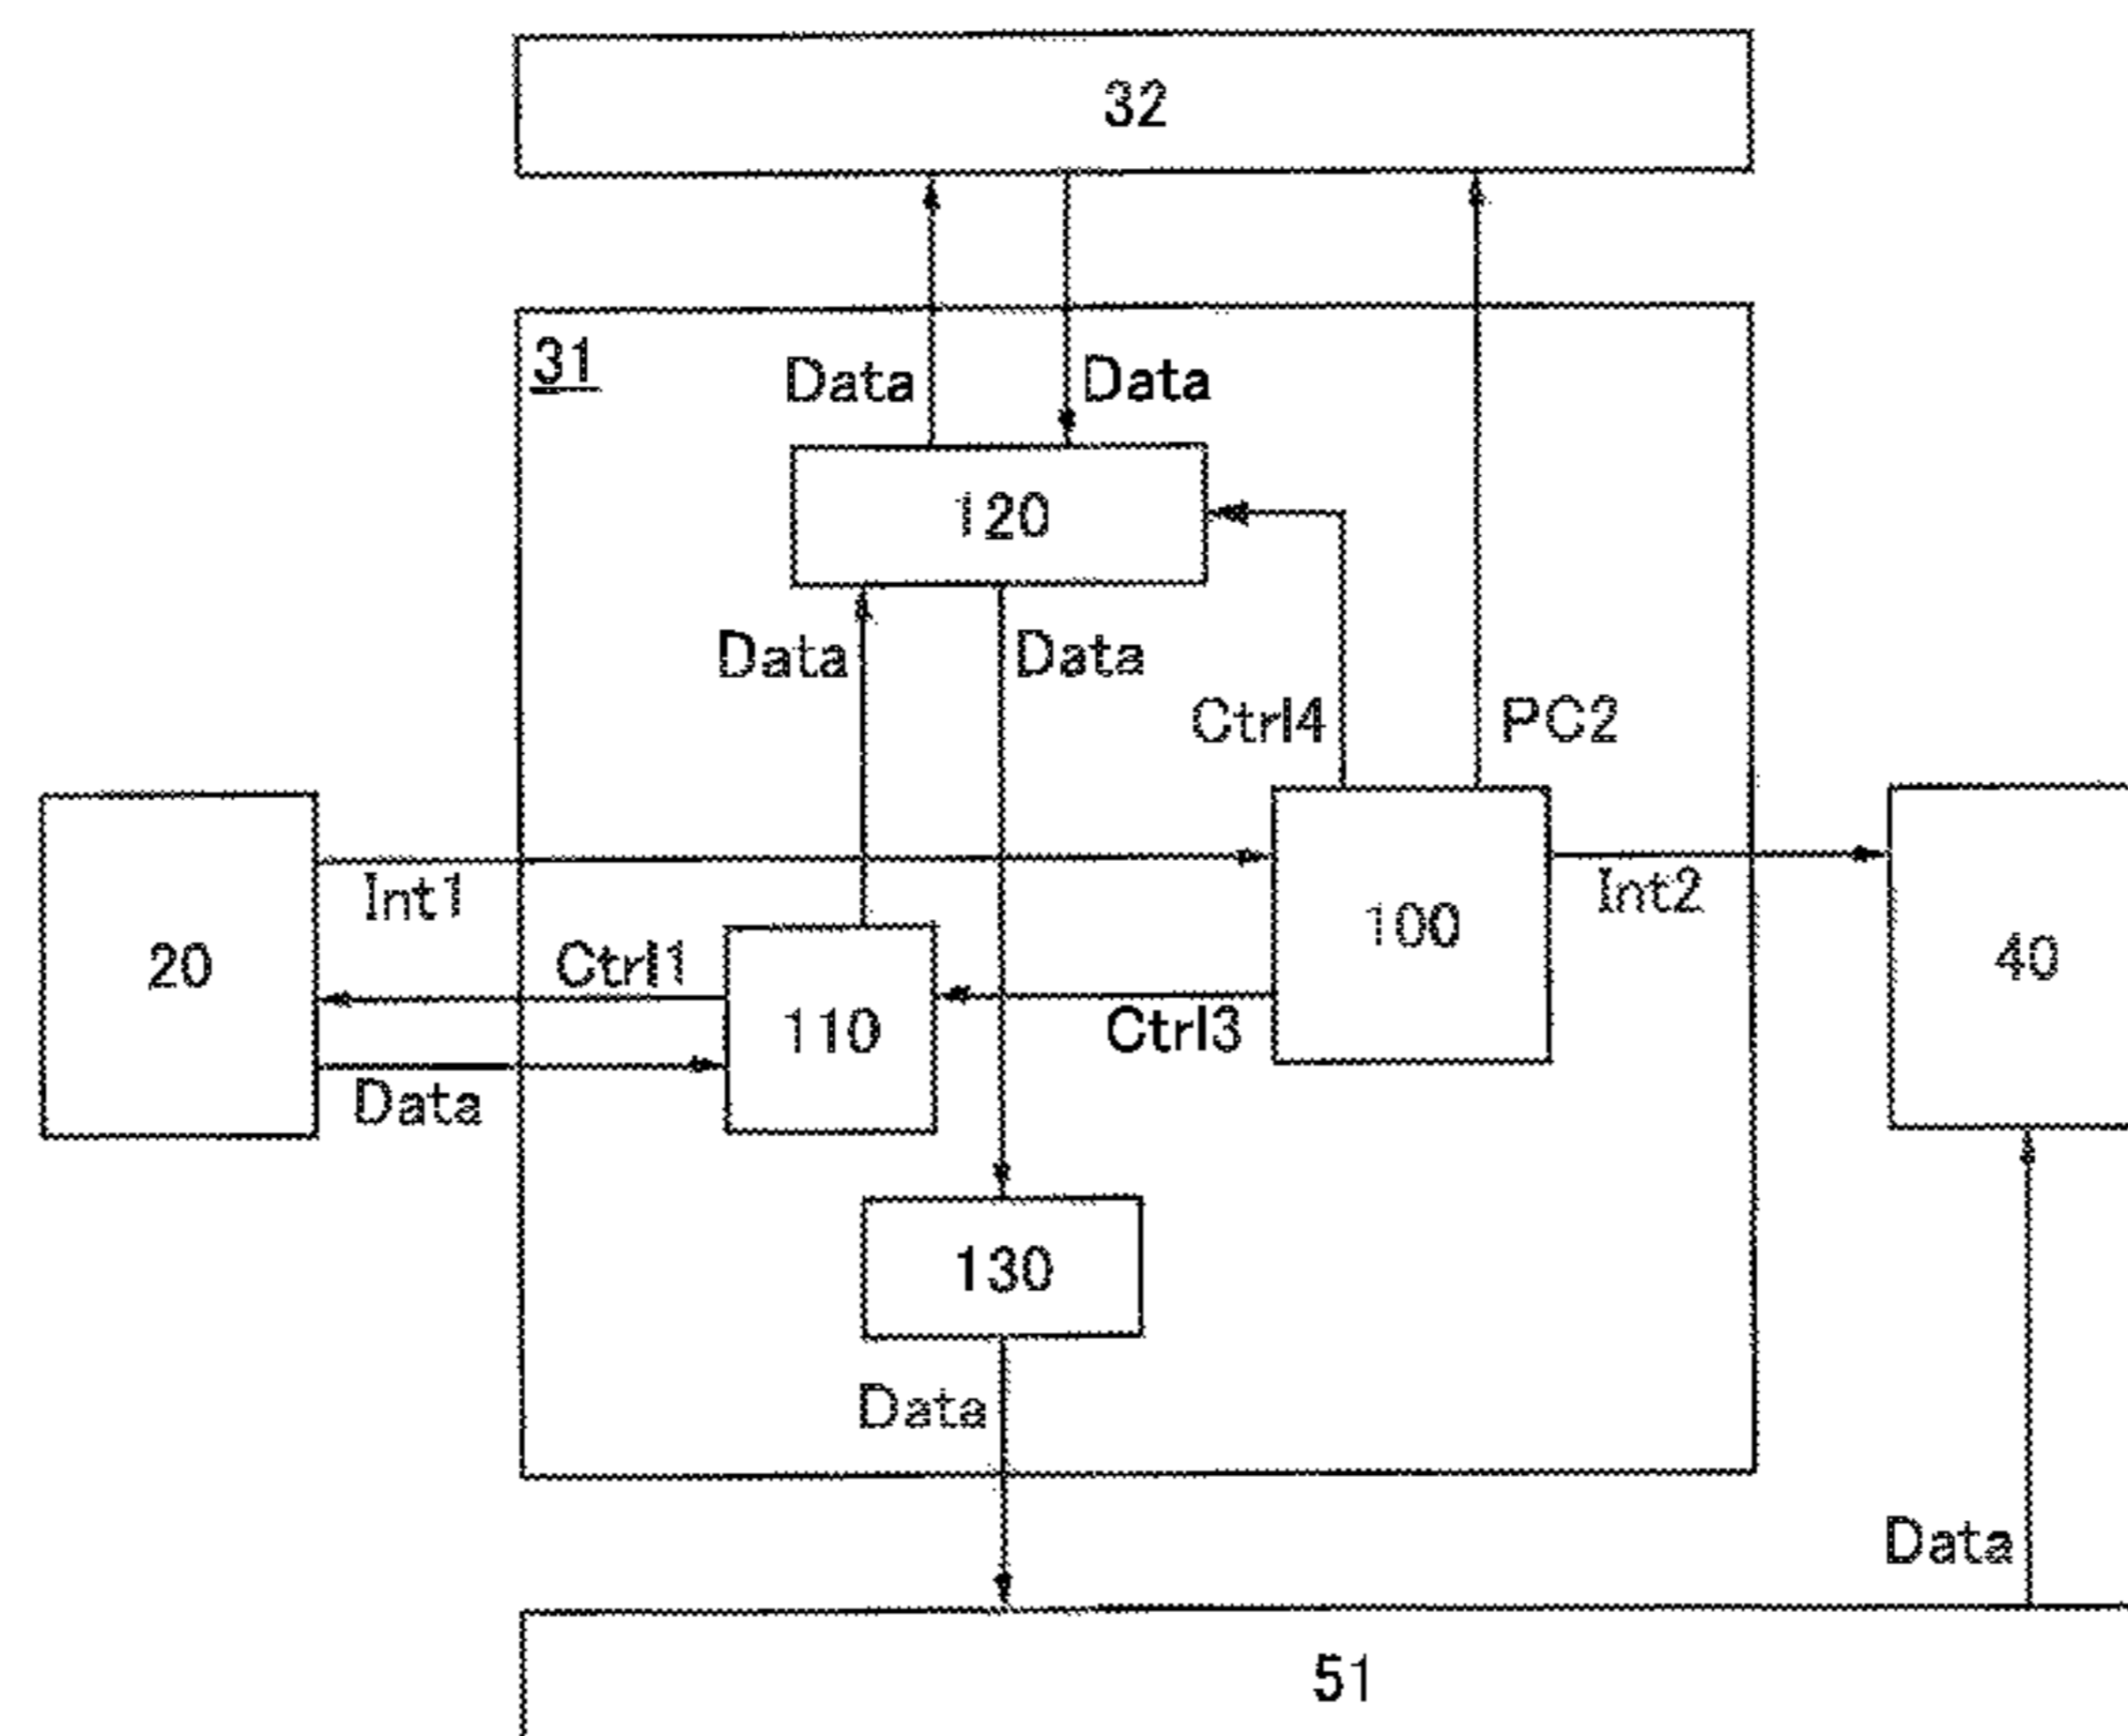 32
31
Data
Data
120
Data
Data
Ctrl4
PC2
20
Int1
Ctrl1
Data
110
100
Ctrl3
Int2
40
130
Data
Data
51